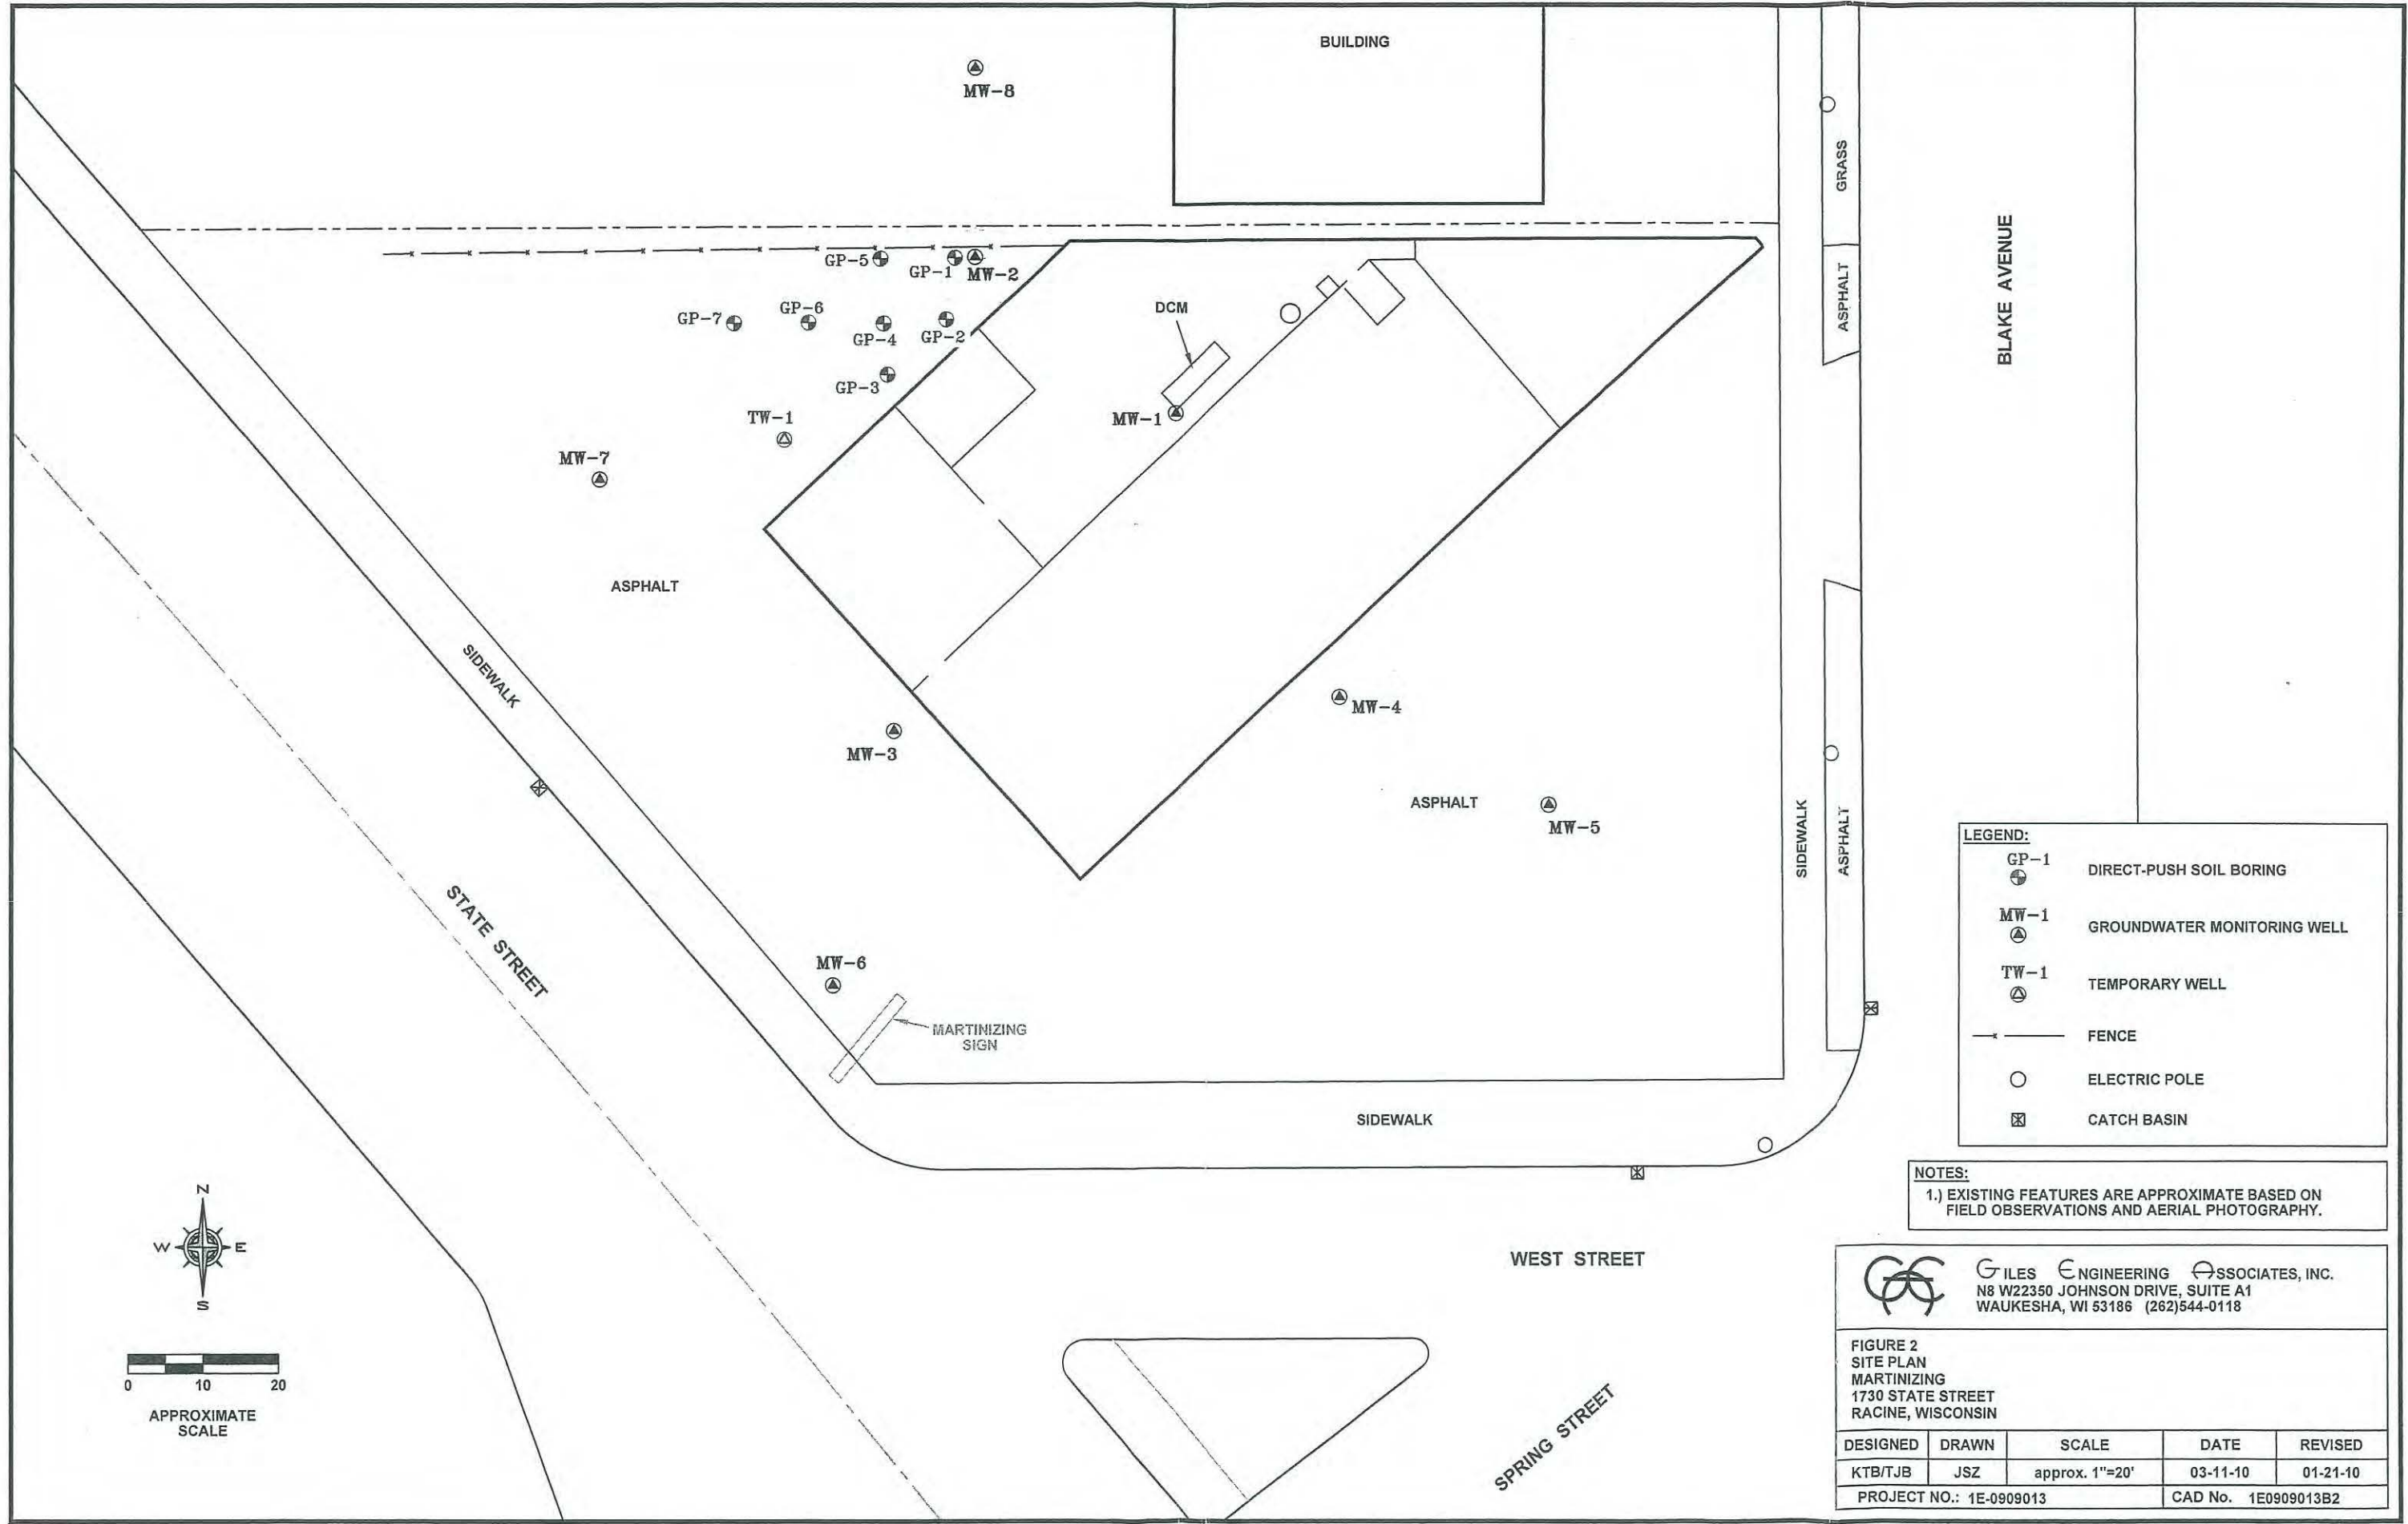 BUILDING
MW-8
GRASS
BLAKE AVENUE
GP-5
GP-1
MW-2
ASPHALT
DCM
GP-7
GP-6
GP-4
GP-2
GP-3
TW-1
MW-1
MW-7
ASPHALT
SIDEWALK
MW-4
MW-3
ASPHALT
MW-5
SIDEWALK
ASPHALT
STATE STREET
MW-6
MARTINIZING
SIGN
SIDEWALK
WEST STREET
SPRING STREET
N
W
E
S
0 10 20
APPROXIMATE
SCALE
LEGEND:
GP-1
DIRECT-PUSH SOIL BORING
MW-1
GROUNDWATER MONITORING WELL
TW-1
TEMPORARY WELL
FENCE
ELECTRIC POLE
CATCH BASIN
NOTES:
1.) EXISTING FEATURES ARE APPROXIMATE BASED ON
FIELD OBSERVATIONS AND AERIAL PHOTOGRAPHY.
GILES ENGINEERING ASSOCIATES, INC.
N8 W22350 JOHNSON DRIVE, SUITE A1
WAUKESHA, WI 53186 (262)544-0118
FIGURE 2
SITE PLAN
MARTINIZING
1730 STATE STREET
RACINE, WISCONSIN
DESIGNED DRAWN SCALE DATE REVISED
KTB/TJB JSZ approx. 1"=20' 03-11-10 01-21-10
PROJECT NO.: 1E-0909013 CAD No. 1E0909013B2